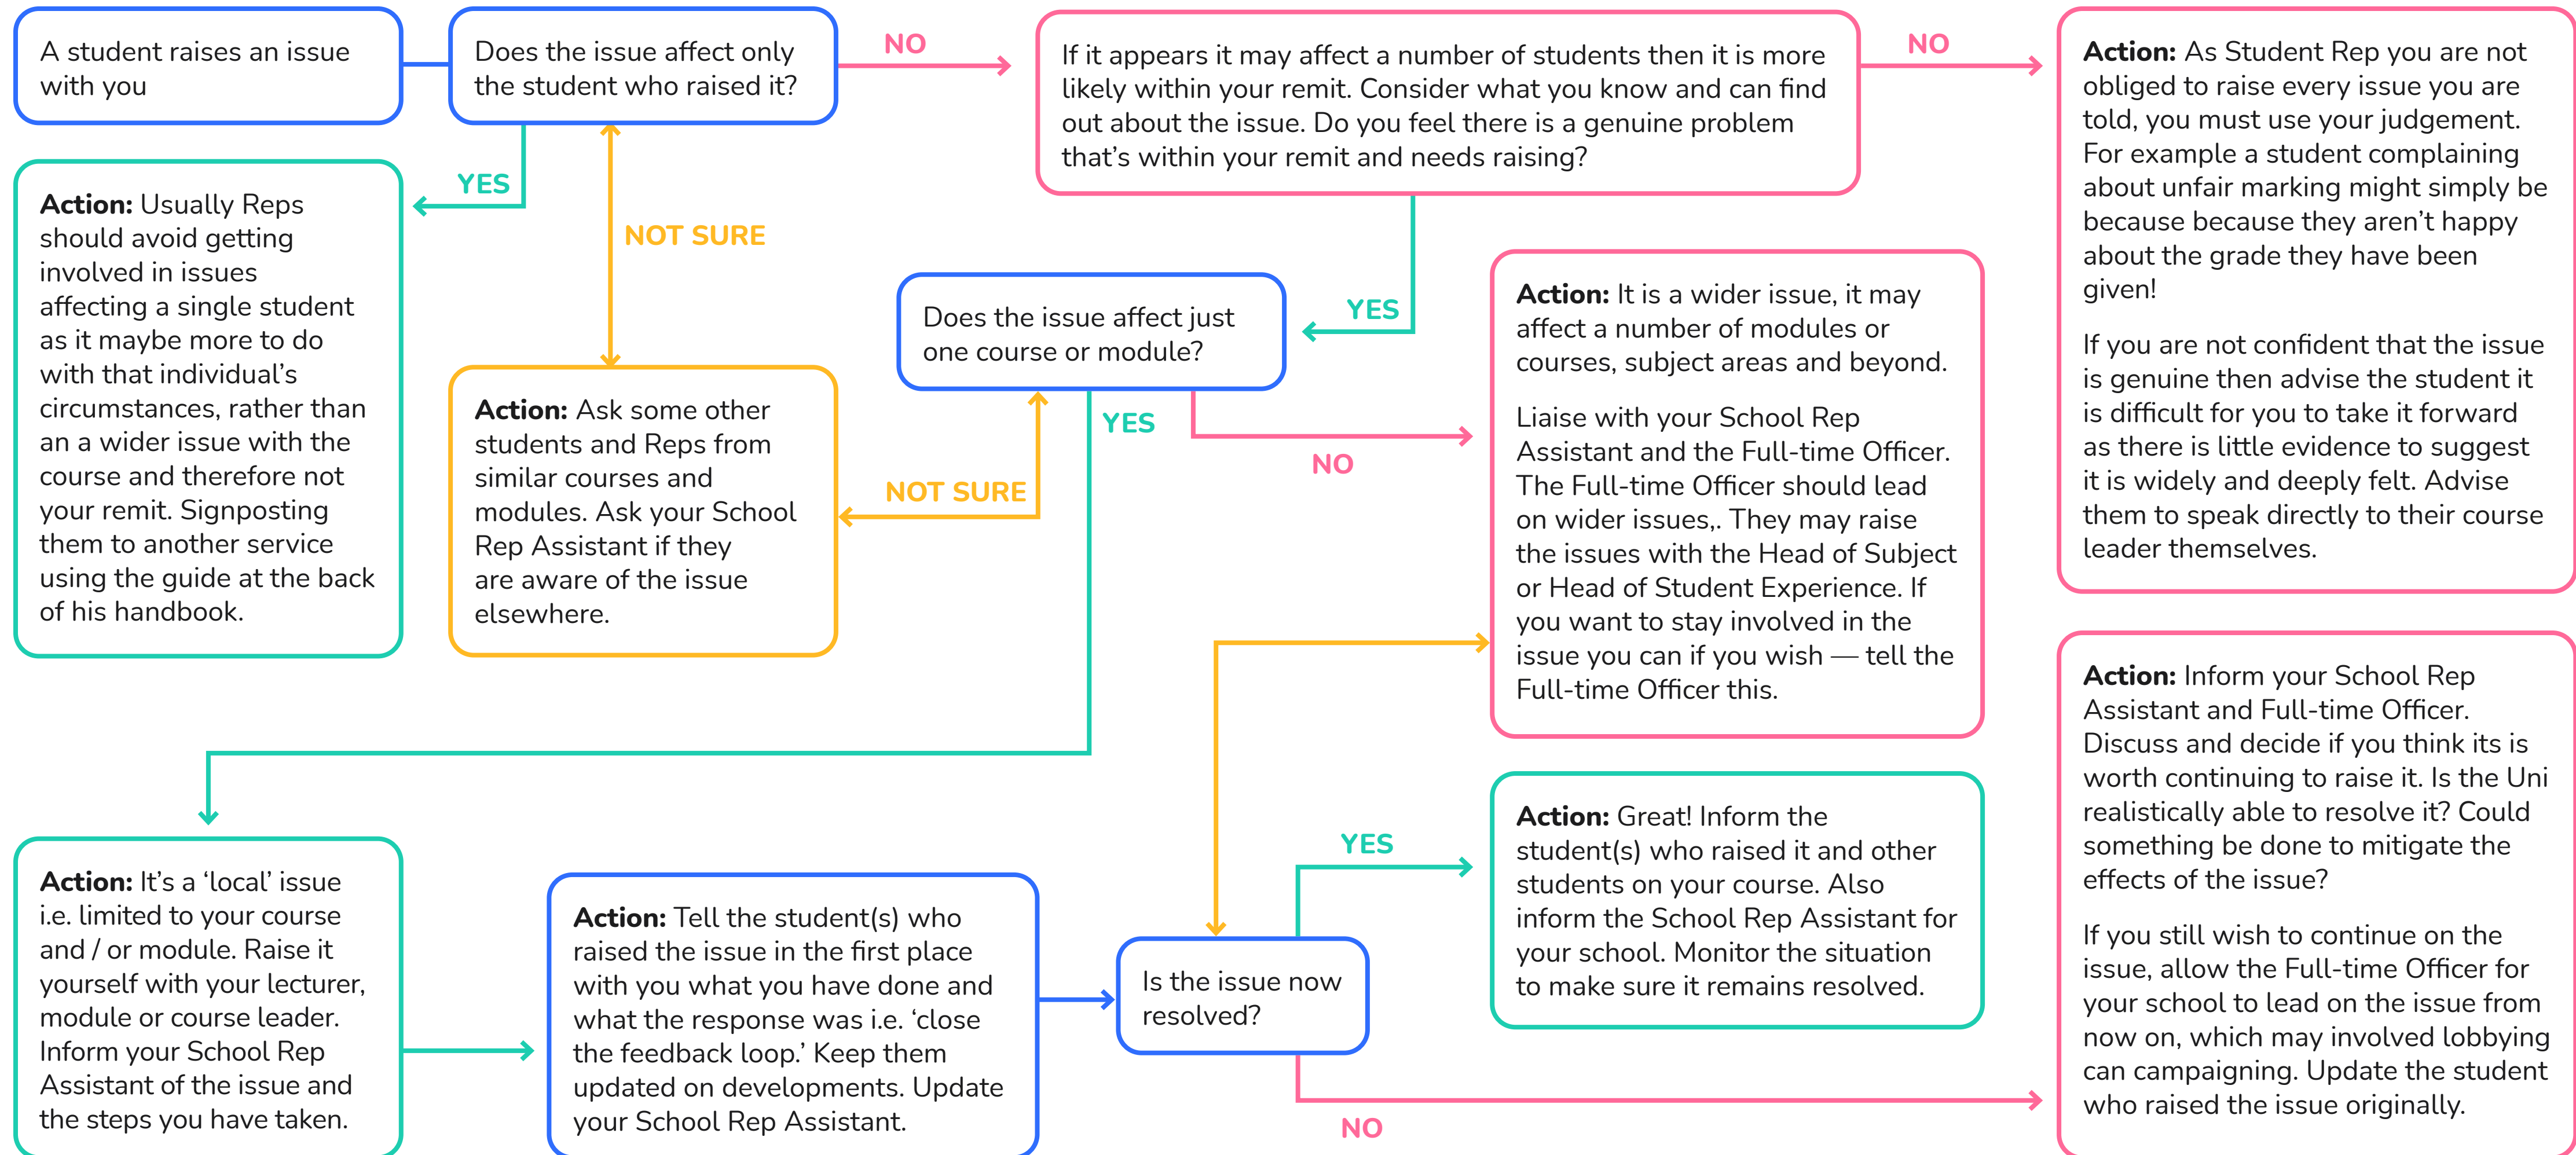 A student raises an issue
with you
Does the issue affect only
the student who raised it?
NO
If it appears it may affect a number of students then it is more
likely within your remit. Consider what you know and can find
out about the issue. Do you feel there is a genuine problem
that’s within your remit and needs raising?
NO
Action: As Student Rep you are not
obliged to raise every issue you are
told, you must use your judgement.
For example a student complaining
about unfair marking might simply be
because because they aren’t happy
about the grade they have been
given!
If you are not confident that the issue
is genuine then advise the student it
is difficult for you to take it forward
as there is little evidence to suggest
it is widely and deeply felt. Advise
them to speak directly to their course
leader themselves.
YES
Action: Usually Reps
should avoid getting
involved in issues
affecting a single student
as it maybe more to do
with that individual’s
circumstances, rather than
an a wider issue with the
course and therefore not
your remit. Signposting
them to another service
using the guide at the back
of his handbook.
NOT SURE
Action: Ask some other
students and Reps from
similar courses and
modules. Ask your School
Rep Assistant if they
are aware of the issue
elsewhere.
YES
Does the issue affect just
one course or module?
NOT SURE
YES
NO
Action: It is a wider issue, it may
affect a number of modules or
courses, subject areas and beyond.
Liaise with your School Rep
Assistant and the Full-time Officer.
The Full-time Officer should lead
on wider issues,. They may raise
the issues with the Head of Subject
or Head of Student Experience. If
you want to stay involved in the
issue you can if you wish — tell the
Full-time Officer this.
Action: It’s a ‘local’ issue
i.e. limited to your course
and / or module. Raise it
yourself with your lecturer,
module or course leader.
Inform your School Rep
Assistant of the issue and
the steps you have taken.
Action: Tell the student(s) who
raised the issue in the first place
with you what you have done and
what the response was i.e. ‘close
the feedback loop.’ Keep them
updated on developments. Update
your School Rep Assistant.
Is the issue now
resolved?
YES
Action: Great! Inform the
student(s) who raised it and other
students on your course. Also
inform the School Rep Assistant for
your school. Monitor the situation
to make sure it remains resolved.
NO
Action: Inform your School Rep
Assistant and Full-time Officer.
Discuss and decide if you think its is
worth continuing to raise it. Is the Uni
realistically able to resolve it? Could
something be done to mitigate the
effects of the issue?
If you still wish to continue on the
issue, allow the Full-time Officer for
your school to lead on the issue from
now on, which may involved lobbying
can campaigning. Update the student
who raised the issue originally.